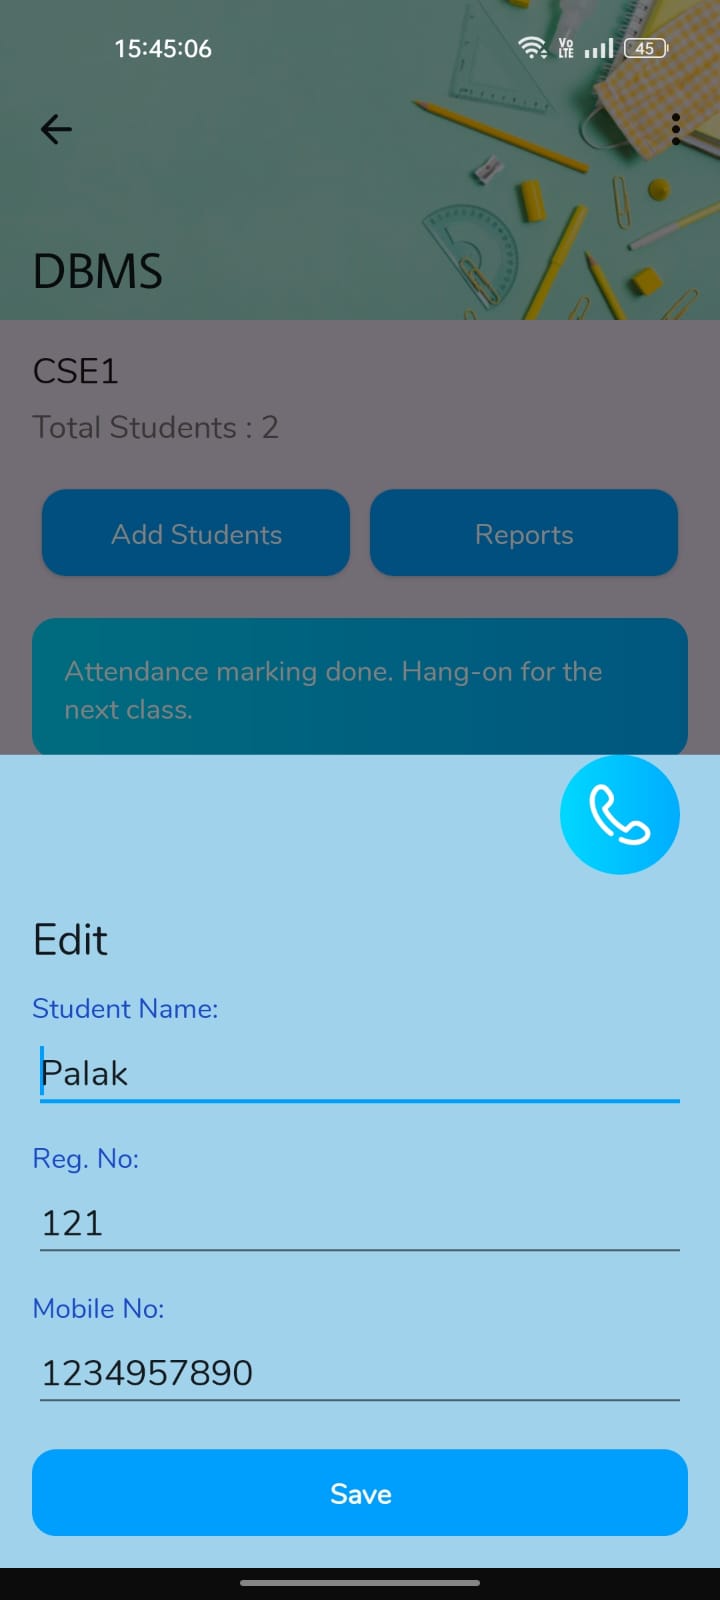 15:45:06
Vo
LTE
45
DBMS
CSE1
Total Students : 2
Add Students
Reports
Attendance marking done. Hang-on for the
next class.
Edit
Student Name:
Palak
Reg. No:
121
Mobile No:
1234957890
Save